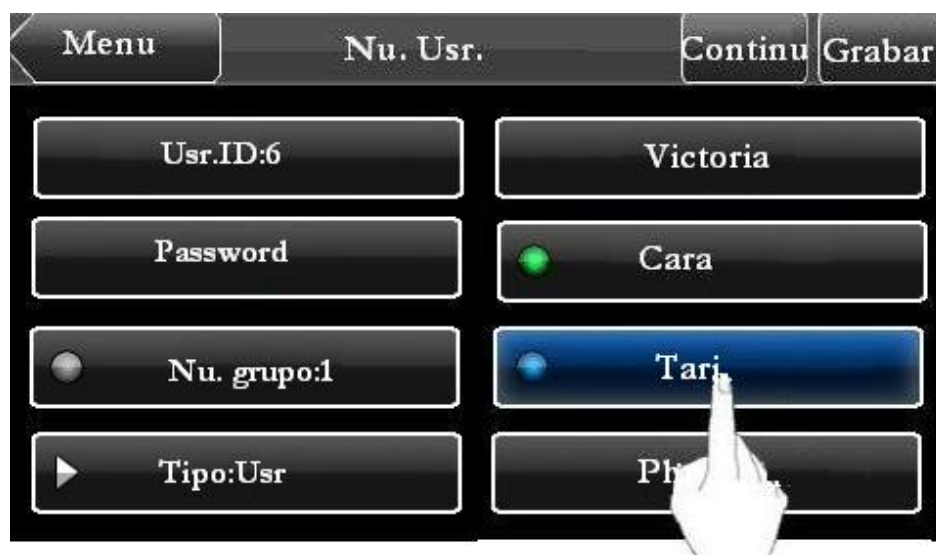 Menu
Nu. Usr.
Continu
Grabar
Usr.ID:6
Victoria
Password
Cara
Nu. grupo:1
Tarj.
Tipo:Usr